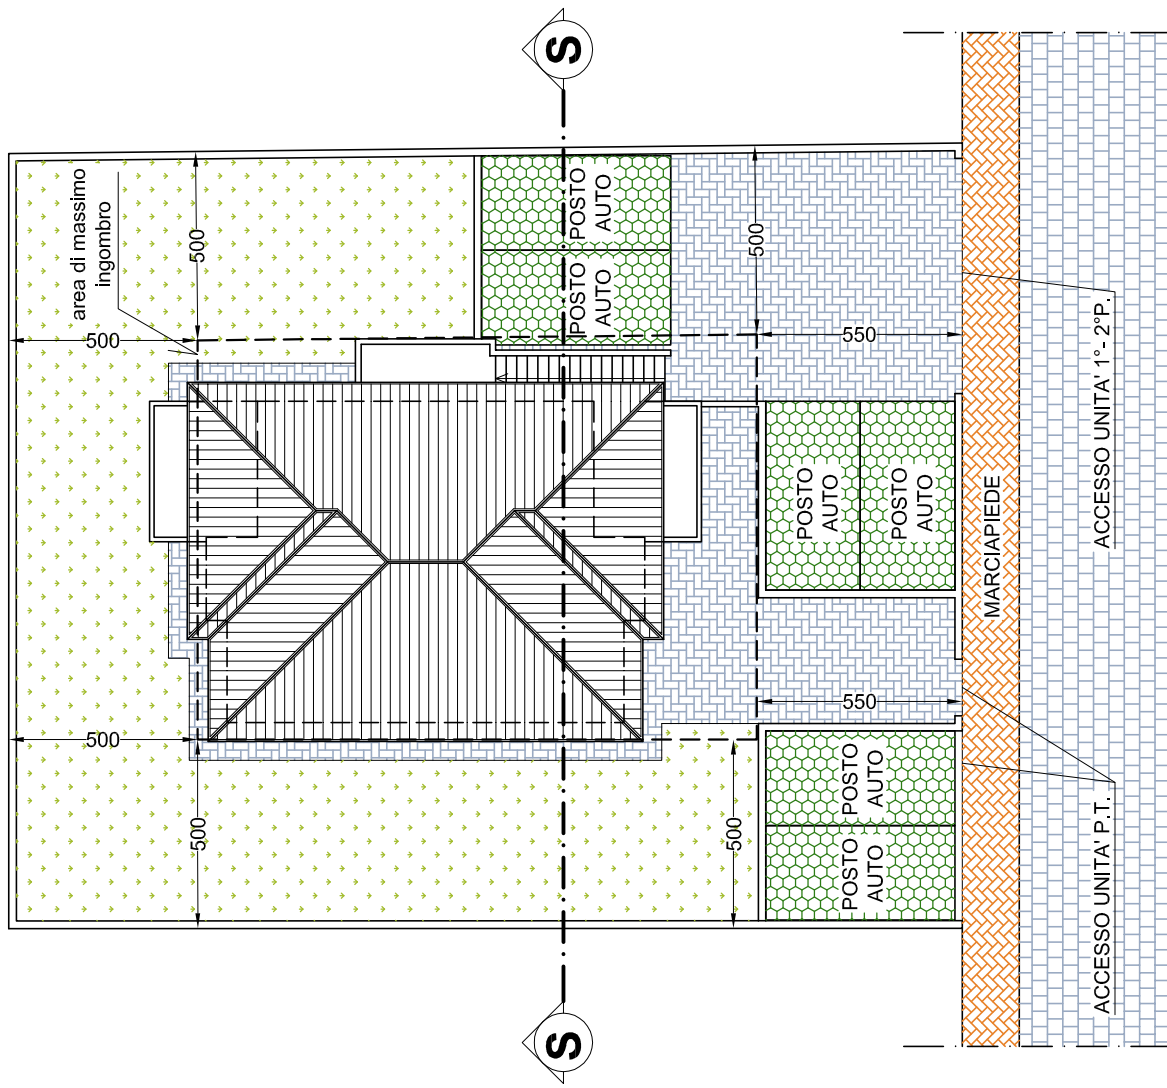 S
area di massimo
ingombro
500
500
500
500
500
500
550
550
POSTO
AUTO
POSTO
AUTO
POSTO
AUTO
POSTO
AUTO
POSTO
AUTO
POSTO
AUTO
MARCIAPIEDE
ACCESSO UNITA' 1°- 2°P.
ACCESSO UNITA' P.T.
S